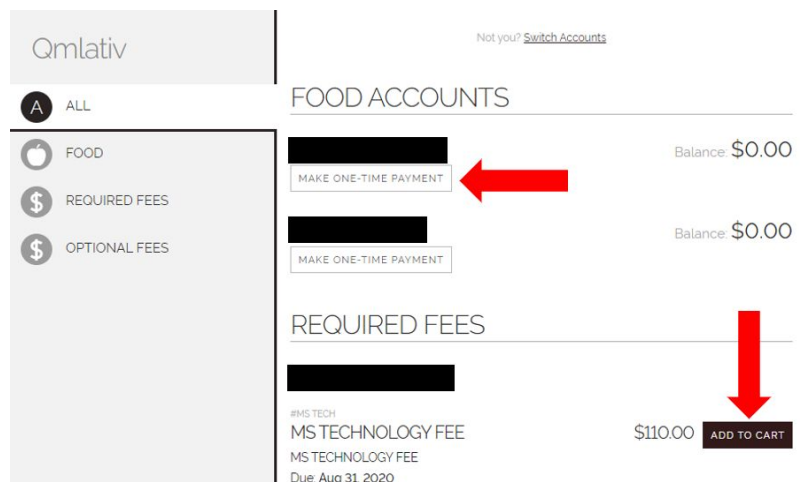 Qmlativ
Not you? Switch Accounts
A ALL
FOOD
$ REQUIRED FEES
$ OPTIONAL FEES
FOOD ACCOUNTS
Balance: $0.00
MAKE ONE-TIME PAYMENT
Balance: $0.00
MAKE ONE-TIME PAYMENT
REQUIRED FEES
#MS TECH
MS TECHNOLOGY FEE $110.00 ADD TO CART
MS TECHNOLOGY FEE
Due: Aug 31, 2020